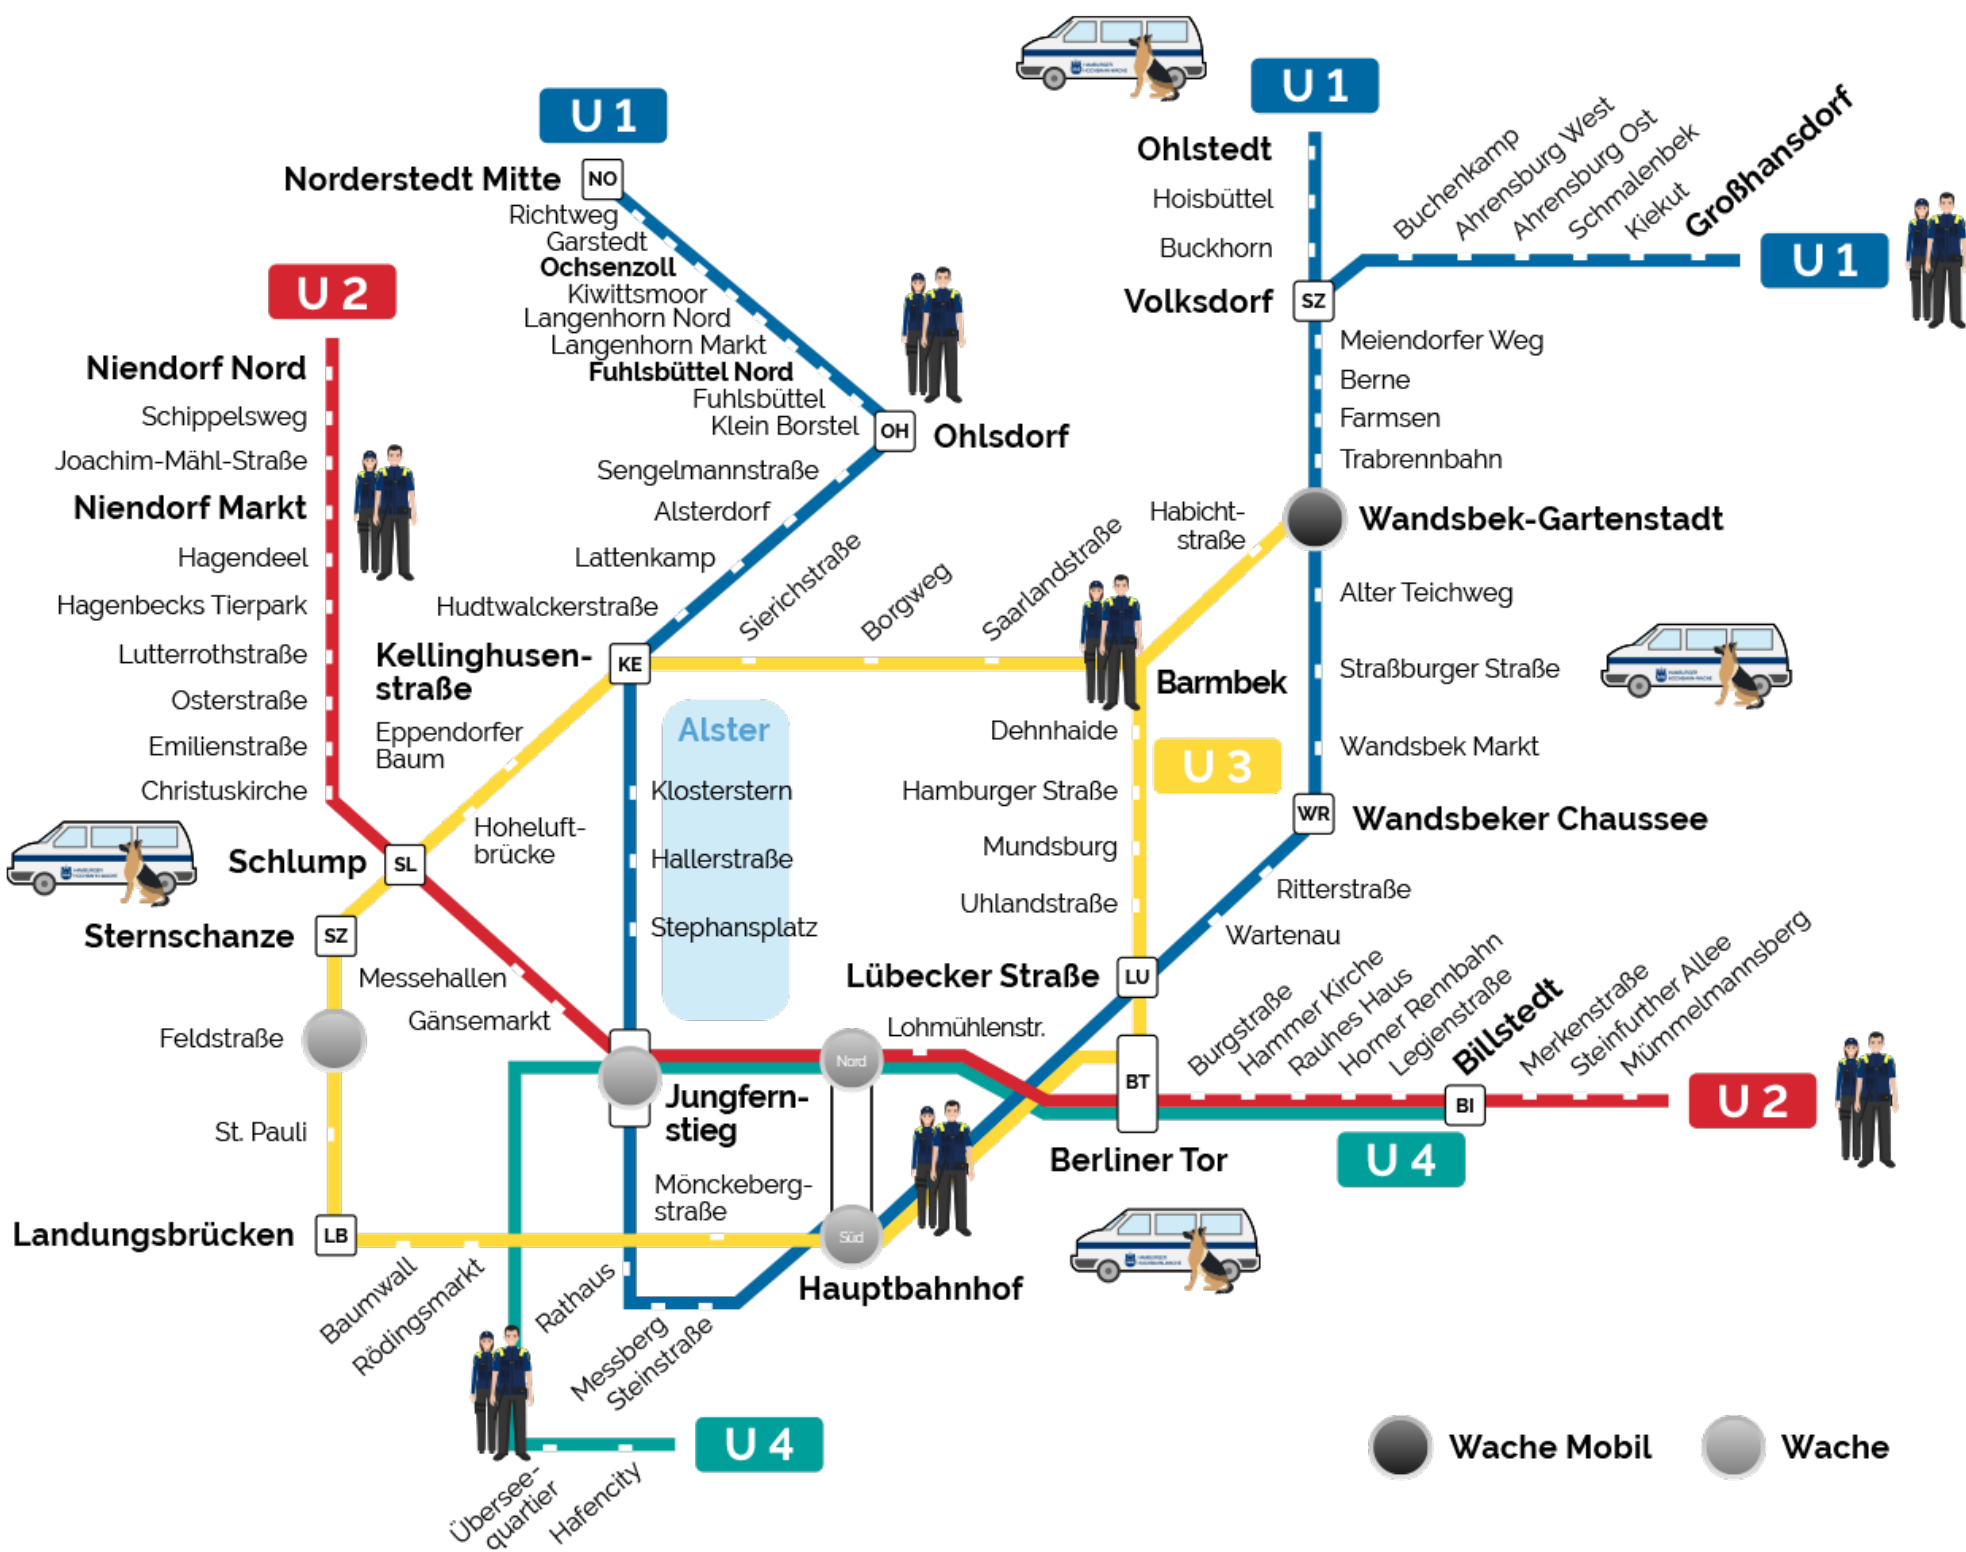 U 1
Norderstedt Mitte
NO
Richtweg
Garstedt
Ochsenzoll
Kiwittsmoor
Langenhorn Nord
Langenhorn Markt
Fuhlsbüttel Nord
Fuhlsbüttel
Klein Borstel
OH
Ohlsdorf
Sengelmannstraße
Alsterdorf
Lattenkamp
Hudtwalckerstraße
Kellinghusen-
straße
KE
U 1
Ohlstedt
Hoisbüttel
Buckhorn
Volksdorf
SZ
Buchenkamp
Ahrensburg West
Ahrensburg Ost
Schmalenbek
Kiekut
Großhansdorf
U 1
Meiendorfer Weg
Berne
Farmsen
Trabrennbahn
Wandsbek-Gartenstadt
Alter Teichweg
Straßburger Straße
Wandsbek Markt
WR
Wandsbeker Chaussee
Ritterstraße
Wartenau
U 2
Niendorf Nord
Schippelsweg
Joachim-Mähl-Straße
Niendorf Markt
Hagendeel
Hagenbecks Tierpark
Lutterrothstraße
Osterstraße
Emilienstraße
Christuskirche
Schlump
SL
Sierichstraße
Borgweg
Saarlandstraße
Habicht-
straße
Barmbek
Dehnhaide
U 3
Hamburger Straße
Mundsburg
Uhlandstraße
Lübecker Straße
LU
Eppendorfer
Baum
Hoheluft-
brücke
Alster
Klosterstern
Hallerstraße
Stephansplatz
Sternschanze
SZ
Messehallen
Gänsemarkt
Feldstraße
St. Pauli
Landungsbrücken
LB
Jungfern-
stieg
Lohmühlenstr.
Nord
Süd
Hauptbahnhof
Mönckeberg-
straße
BT
Berliner Tor
Burgstraße
Hammer Kirche
Rauhes Haus
Horner Rennbahn
Legienstraße
Billstedt
BI
Merkenstraße
Steinfurther Allee
Mümmelmannsberg
U 2
U 4
Baumwall
Rödingsmarkt
Rathaus
Messberg
Steinstraße
Übersee-
quartier
Hafencity
U 4
Wache Mobil
Wache